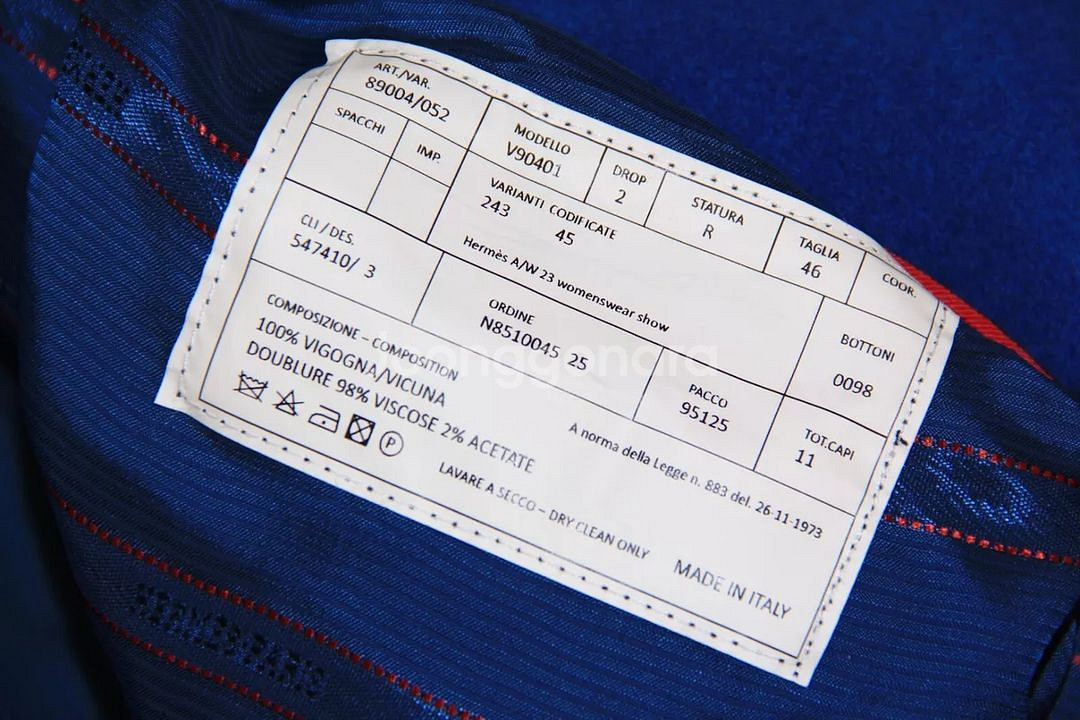 ART./VAR.
89004/052
MODELLO
V90401
DROP
2
STATURA
R
TAGLIA
46
COOR.
SPACCHI
IMP.
VARIANTI CODIFICATE
243
45
Hermès A/W 23 womenswear show
BOTTONI
0098
CLI / DES.
547410/ 3
ORDINE
N8510045 25
PACCO
95125
TOT.CAPI
11
COMPOSIZIONE – COMPOSITION
100% VIGOGNA/VICUNA
DOUBLURE 98% VISCOSE 2% ACETATE
P
A norma della Legge n. 883 del. 26-11-1973
LAVARE A SECCO – DRY CLEAN ONLY
MADE IN ITALY
HERMES PARIS